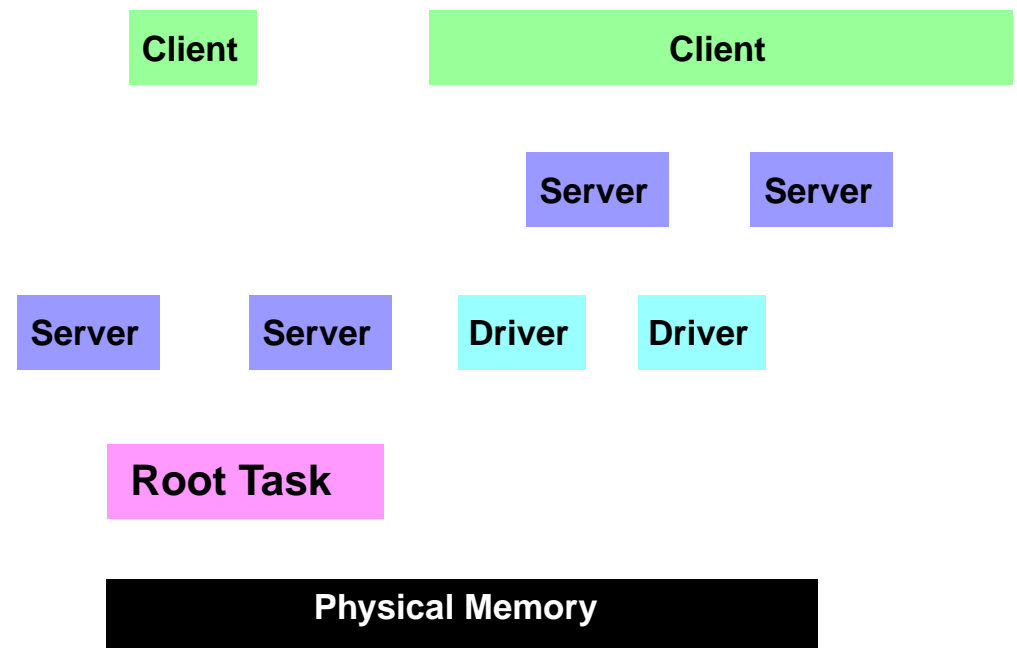 Client
Client
Server
Server
Server
Server
Driver
Driver
Root Task
Physical Memory